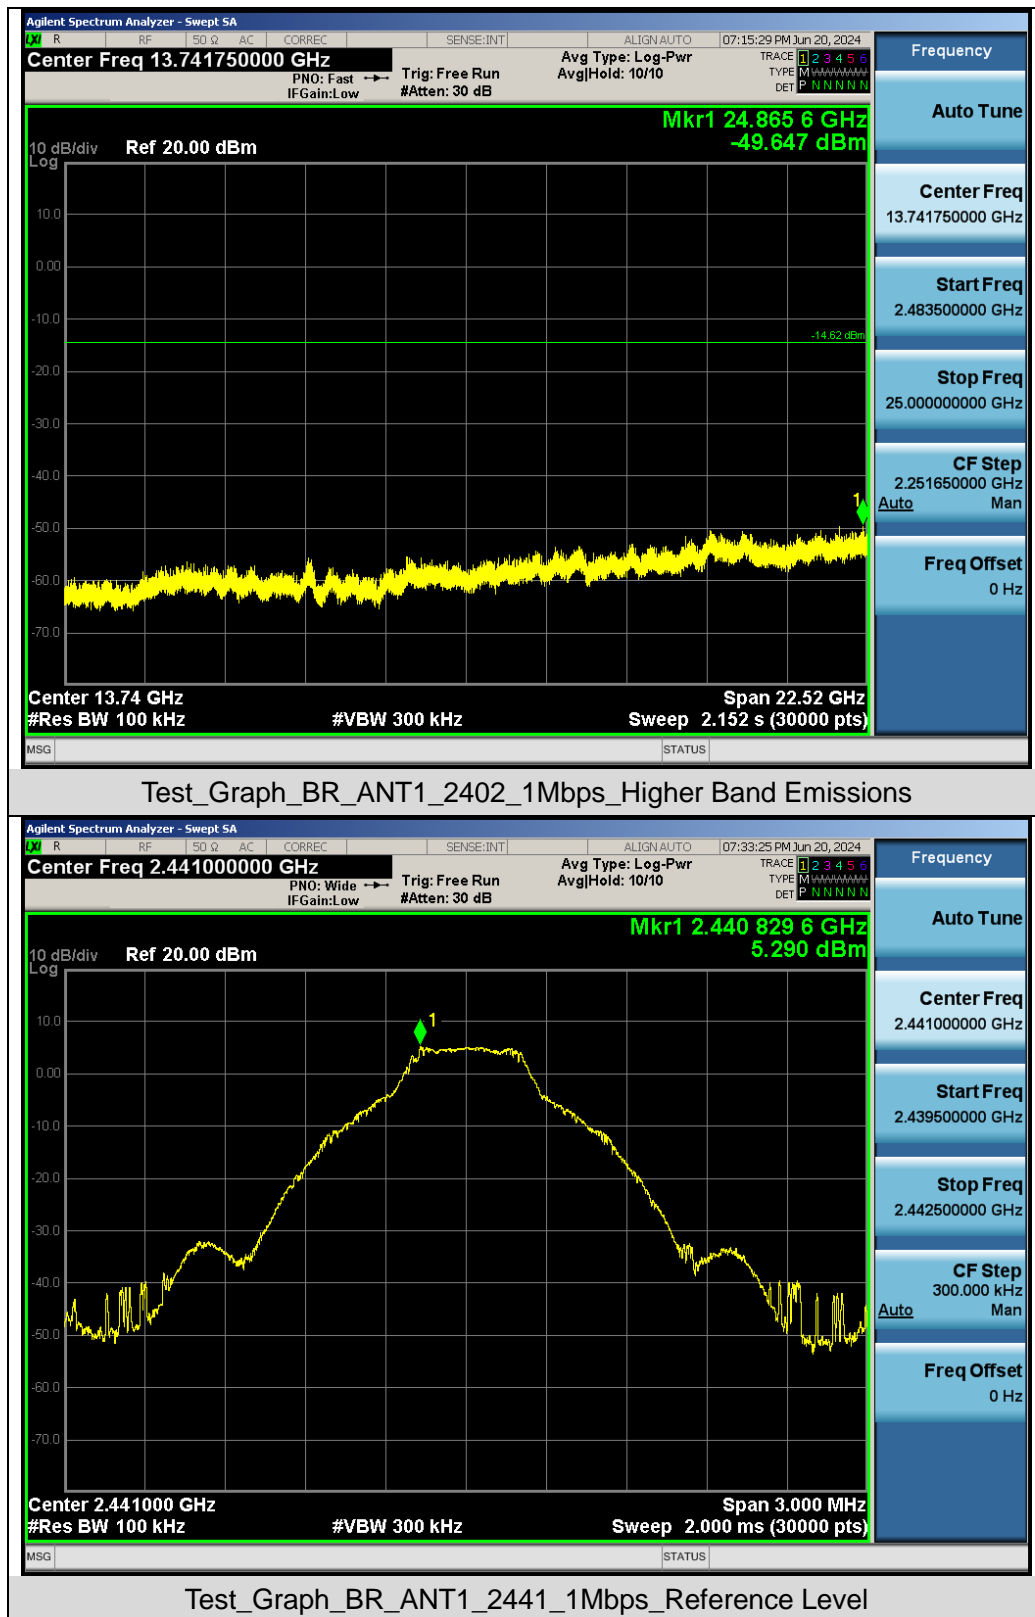 Agilent Spectrum Analyzer - Swept SA
LXI R RF 50 Ω AC CORREC SENSE:INT ALIGN AUTO 07:15:29 PM Jun 20, 2024
Center Freq 13.741750000 GHz
PNO: Fast
IFGain:Low
Trig: Free Run
#Atten: 30 dB
Avg Type: Log-Pwr
Avg|Hold: 10/10
TRACE 1 2 3 4 5 6
TYPE M WWWWW
DET P N N N N N
Mkr1 24.865 6 GHz
-49.647 dBm
10 dB/div Ref 20.00 dBm
Log
10.0
0.00
-10.0
-14.62 dBm
-20.0
-30.0
-40.0
1
-50.0
-60.0
-70.0
Center 13.74 GHz Span 22.52 GHz
#Res BW 100 kHz #VBW 300 kHz Sweep 2.152 s (30000 pts)
MSG STATUS
Frequency
Auto Tune
Center Freq
13.741750000 GHz
Start Freq
2.483500000 GHz
Stop Freq
25.000000000 GHz
CF Step
2.251650000 GHz
Auto Man
Freq Offset
0 Hz
Test_Graph_BR_ANT1_2402_1Mbps_Higher Band Emissions
Agilent Spectrum Analyzer - Swept SA
LXI R RF 50 Ω AC CORREC SENSE:INT ALIGN AUTO 07:33:25 PM Jun 20, 2024
Center Freq 2.441000000 GHz
PNO: Wide
IFGain:Low
Trig: Free Run
#Atten: 30 dB
Avg Type: Log-Pwr
Avg|Hold: 10/10
TRACE 1 2 3 4 5 6
TYPE M WWWWW
DET P N N N N N
Mkr1 2.440 829 6 GHz
5.290 dBm
10 dB/div Ref 20.00 dBm
Log
10.0
1
0.00
-10.0
-20.0
-30.0
-40.0
-50.0
-60.0
-70.0
Center 2.441000 GHz Span 3.000 MHz
#Res BW 100 kHz #VBW 300 kHz Sweep 2.000 ms (30000 pts)
MSG STATUS
Frequency
Auto Tune
Center Freq
2.441000000 GHz
Start Freq
2.439500000 GHz
Stop Freq
2.442500000 GHz
CF Step
300.000 kHz
Auto Man
Freq Offset
0 Hz
Test_Graph_BR_ANT1_2441_1Mbps_Reference Level